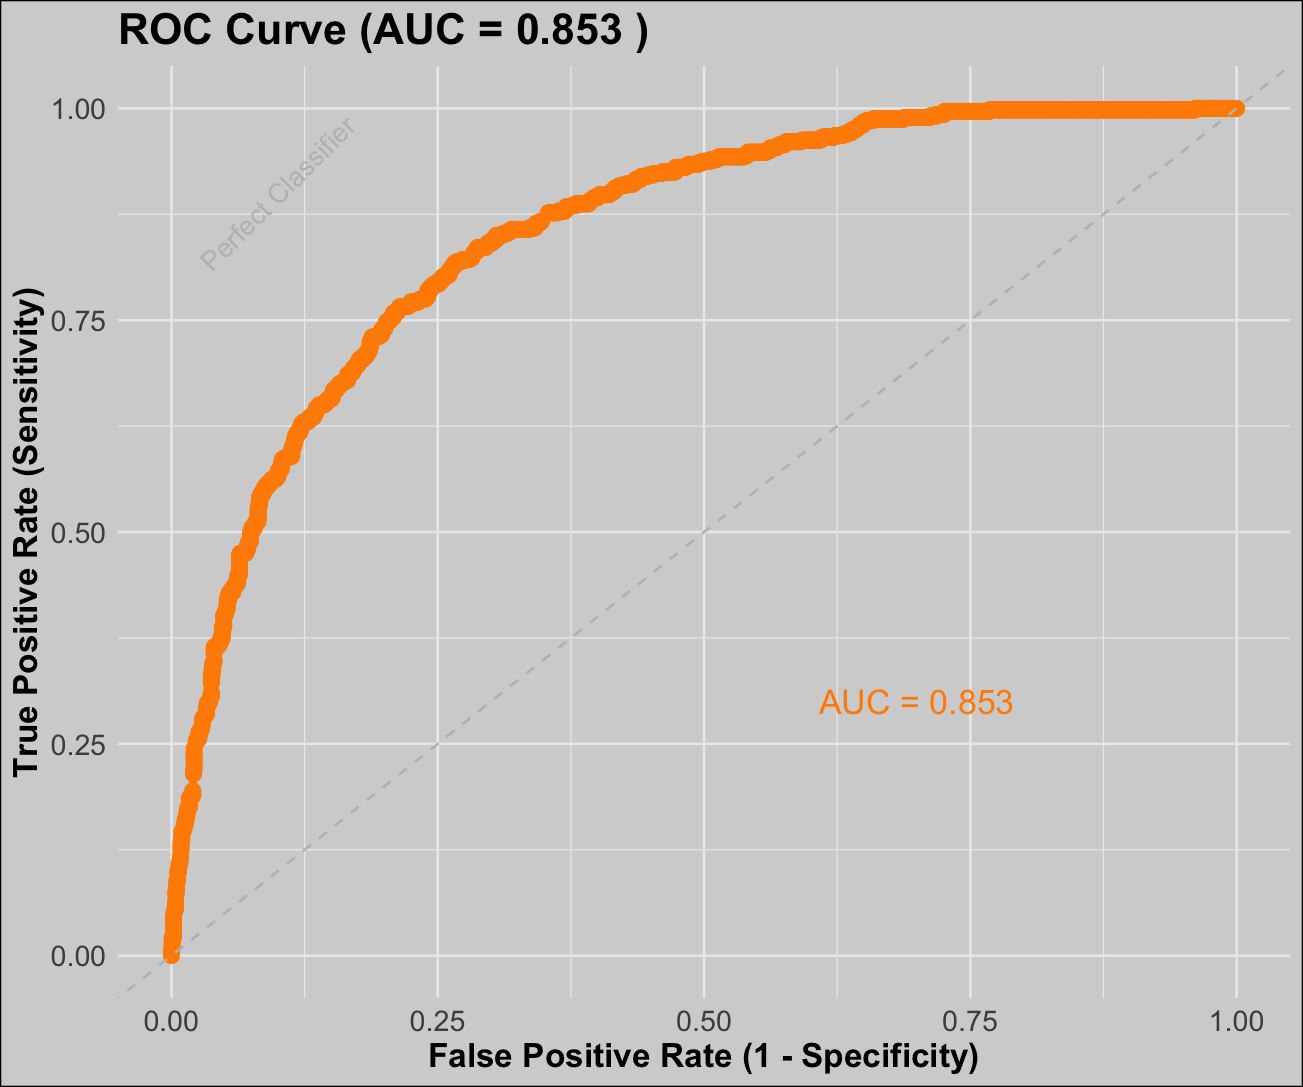 ROC Curve (AUC = 0.853 )
Perfect Classifier
True Positive Rate (Sensitivity)
1.00
0.75
0.50
0.25
0.00
AUC = 0.853
0.00 0.25 0.50 0.75 1.00
False Positive Rate (1 - Specificity)